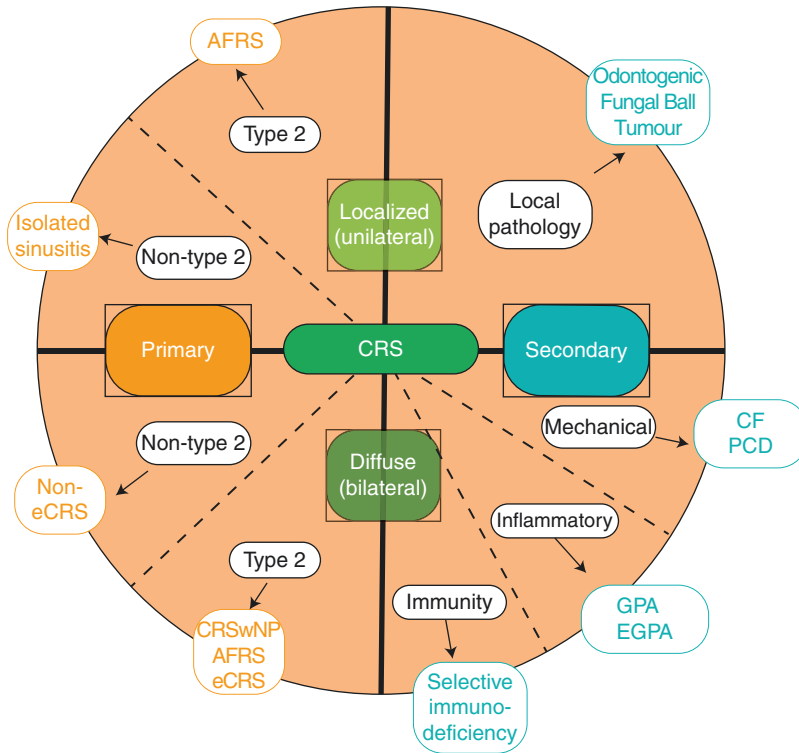 AFRS
Odontogenic
Fungal Ball
Tumour
Type 2
Localized
(unilateral)
Local
pathology
Isolated
sinusitis
Non-type 2
Primary
CRS
Secondary
Mechanical
CF
PCD
Non-type 2
Diffuse
(bilateral)
Non-
eCRS
Inflammatory
Type 2
Immunity
GPA
EGPA
CRSwNP
AFRS
eCRS
Selective
immuno-
deficiency